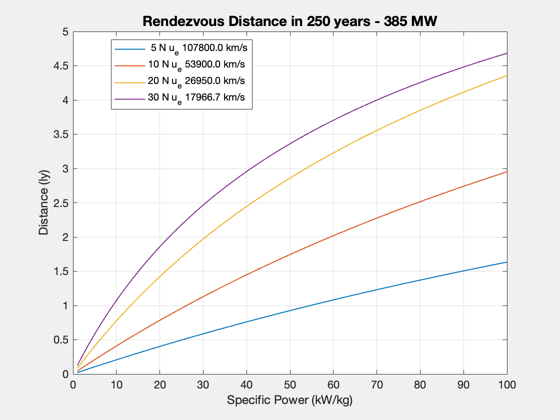 Rendezvous Distance in 250 years - 385 MW
5 N u_e 107800.0 km/s
10 N u_e 53900.0 km/s
20 N u_e 26950.0 km/s
30 N u_e 17966.7 km/s
5
4.5
4
3.5
3
2.5
2
1.5
1
0.5
0
Distance (ly)
0 10 20 30 40 50 60 70 80 90 100
Specific Power (kW/kg)